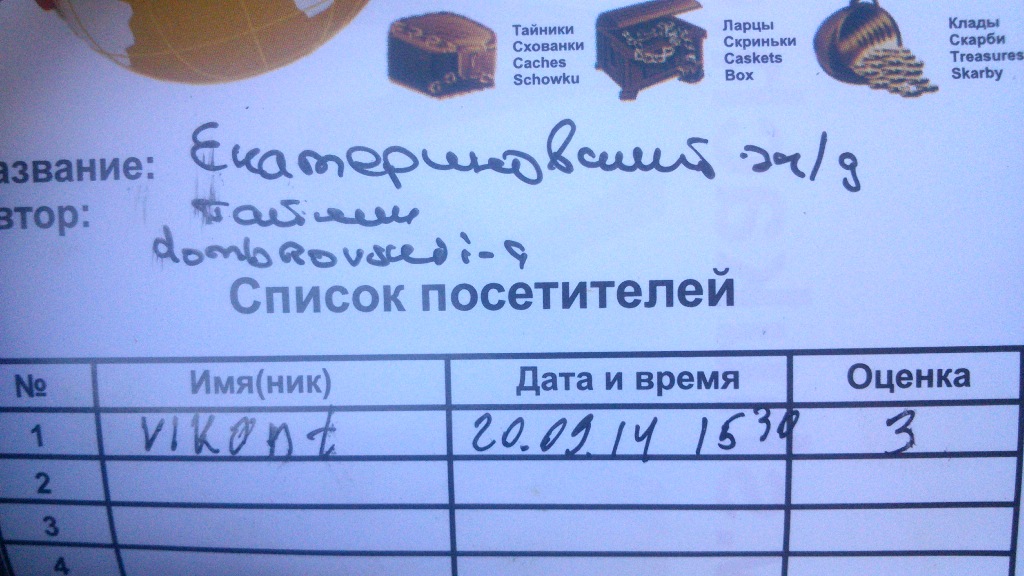 Тайники
Схованки
Caches
Schowku
Ларцы
Скриньки
Caskets
Box
Клады
Скарби
Treasures
Skarby
азвание: Екатериновский ж/д
втор:
Список посетителей
№ Имя(ник) Дата и время Оценка
1 VIKONt 20.09.14 15 30 3
2
3
4